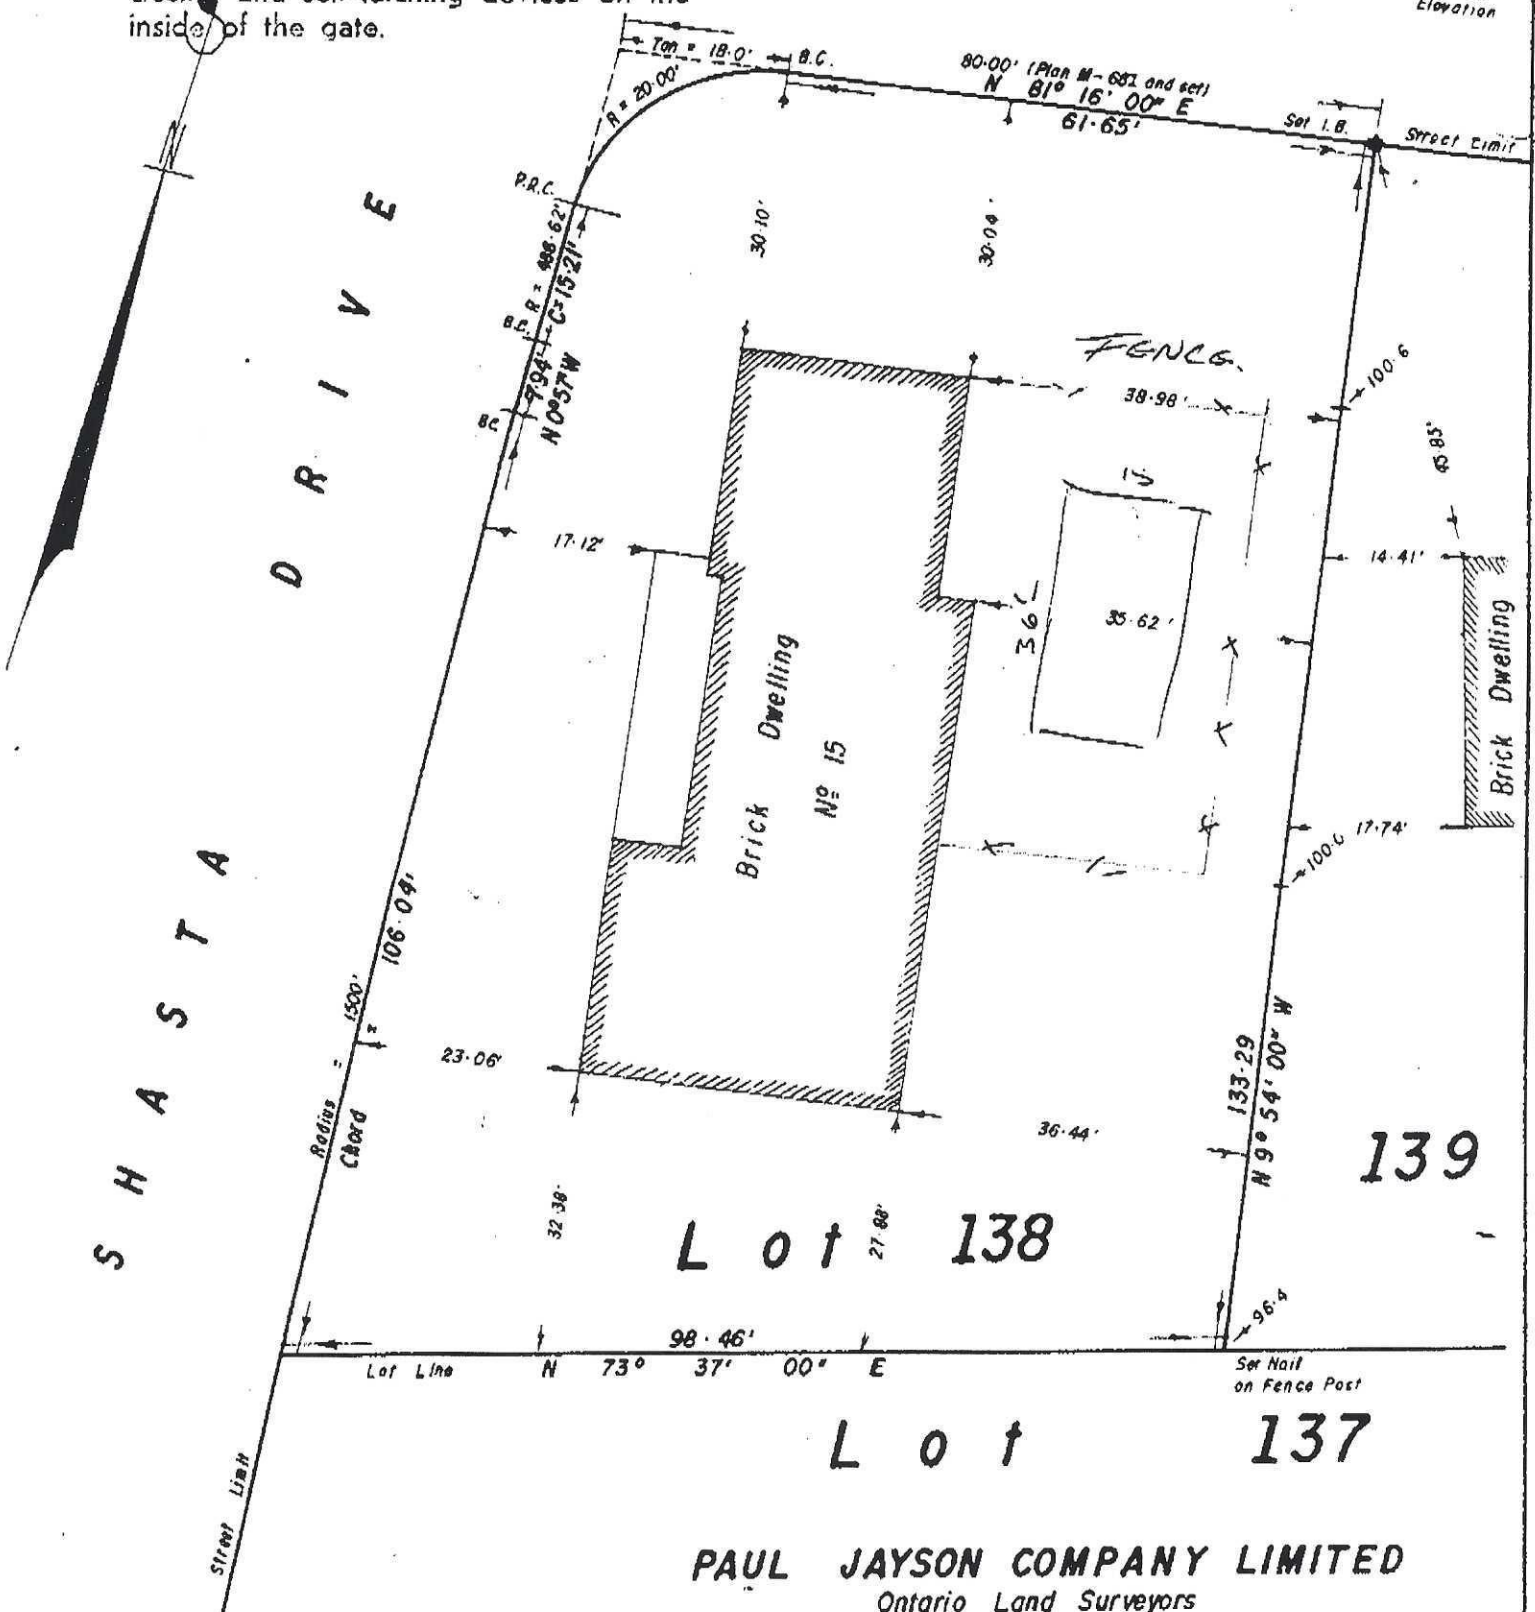 inside of the gate.
Elevation
Tan = 18.0'
B.C.
80.00' (Plan M-682 and set)
N 81° 16' 00" E
61.65'
Set I.B.
Street Limit
R = 20.00'
P.R.C.
R = 488.62'
C=15.21'
B.C.
7.94'
N0°57'W
BC
30.10'
30.04'
FENCE.
38.98'
100.6
45.85'
17.12'
15
36
35.62'
14.41'
Brick Dwelling
Nº 15
Brick Dwelling
17.74'
SHASTA DRIVE
106.04'
Radius = 1500'
Chord =
23.06'
36.44'
133.29
N 9° 54' 00" W
139
32.38'
27.88'
Lot 138
96.4
98.46'
Lot Line
N 73° 37' 00" E
Set Nail
on Fence Post
Lot 137
Street Limit
PAUL JAYSON COMPANY LIMITED
Ontario Land Surveyors